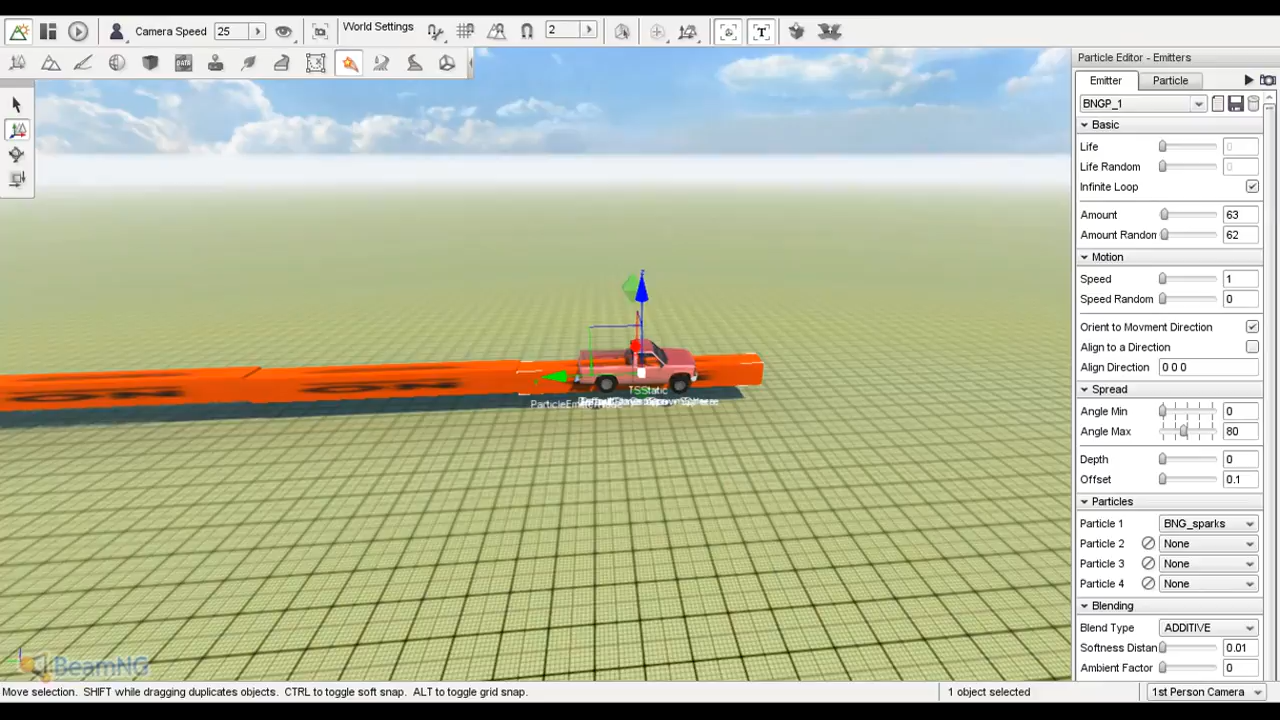 Camera Speed 25 World Settings 2
DATA
Particle Editor - Emitters
Emitter Particle
BNGP_1
Basic
Life 0
Life Random 0
Infinite Loop
Amount 63
Amount Random 62
Motion
Speed 1
Speed Random 0
Orient to Movment Direction
Align to a Direction
Align Direction 0 0 0
Spread
Angle Min 0
Angle Max 80
Depth 0
Offset 0.1
Particles
Particle 1 BNG_sparks
Particle 2 None
Particle 3 None
Particle 4 None
Blending
Blend Type ADDITIVE
Softness Distan 0.01
Ambient Factor 0
TSStatic
BeamNG
Move selection. SHIFT while dragging duplicates objects. CTRL to toggle soft snap. ALT to toggle grid snap.
1 object selected
1st Person Camera